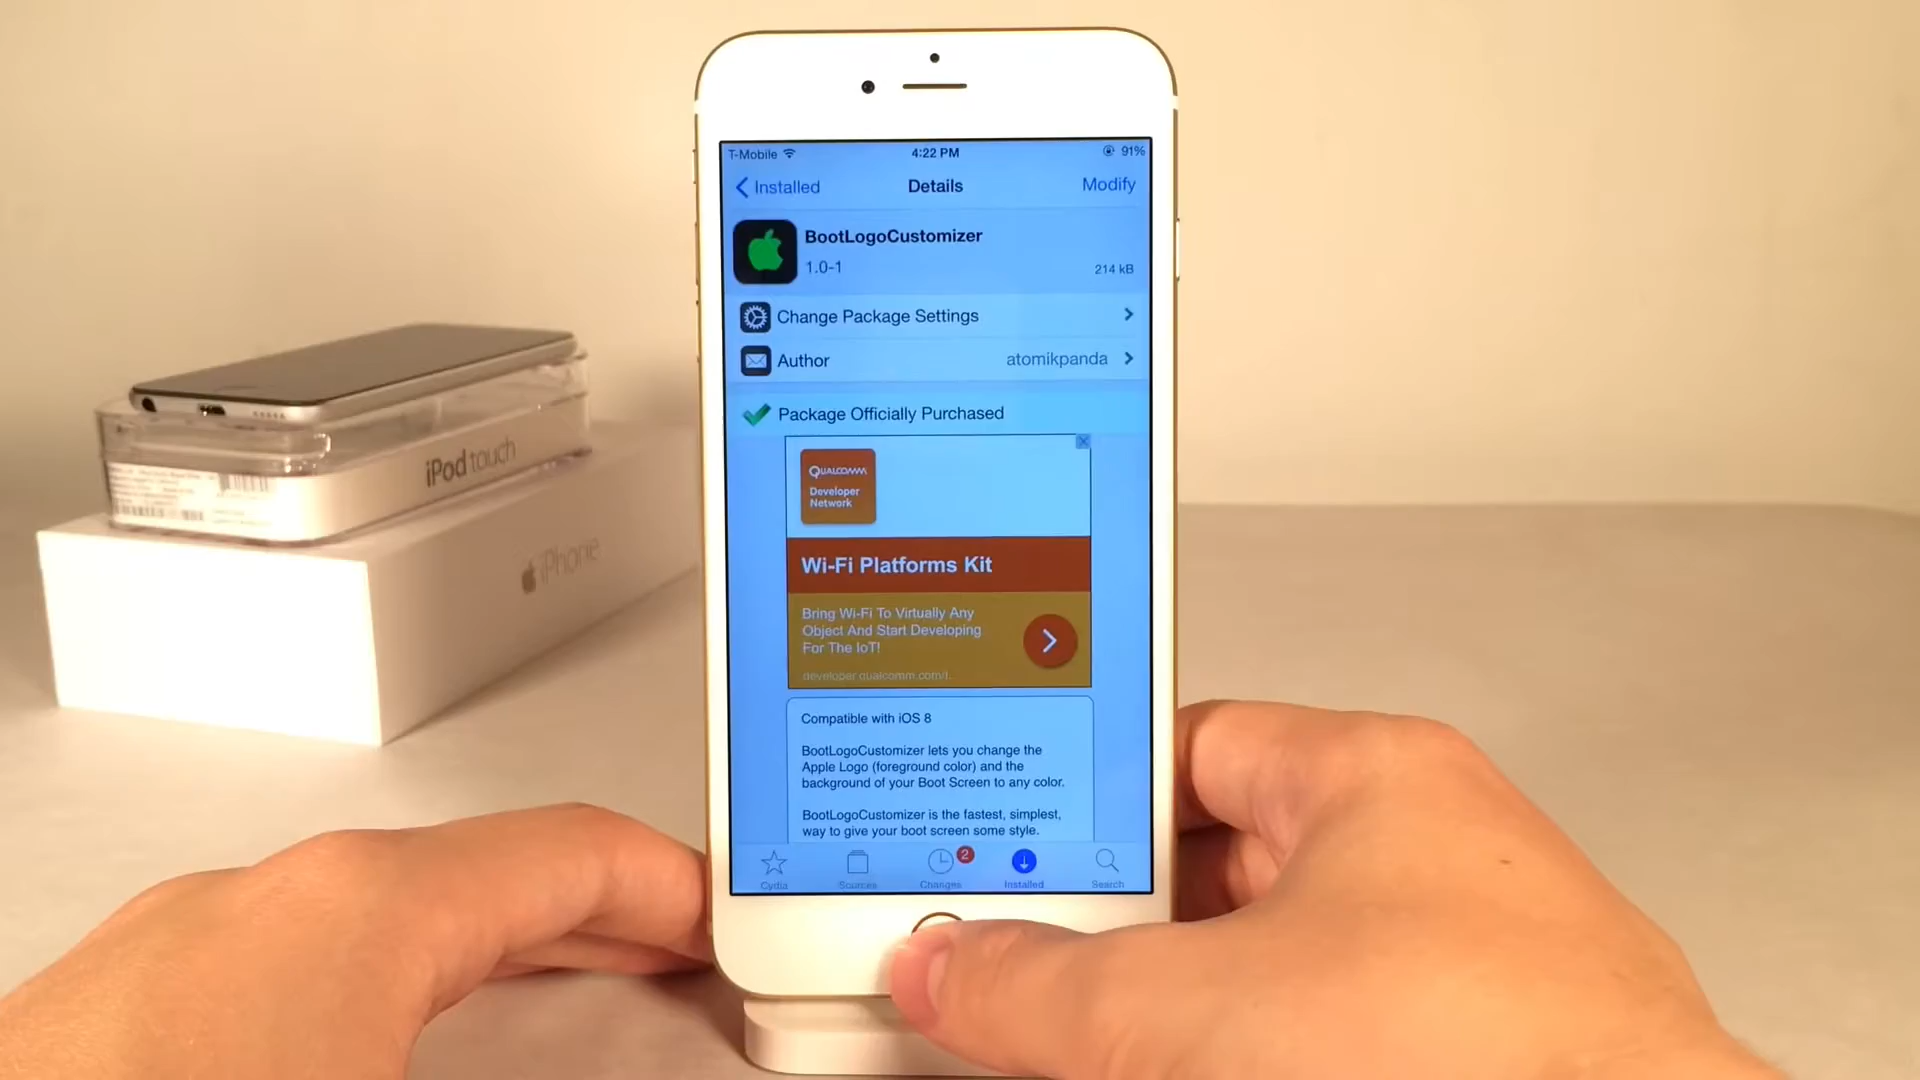 T-Mobile 4:22 PM 91%
Installed Details Modify
BootLogoCustomizer
1.0-1 214 kB
Change Package Settings
Author atomikpanda
Package Officially Purchased
QUALCOMM
Developer
Network
Wi-Fi Platforms Kit
Bring Wi-Fi To Virtually Any
Object And Start Developing
For The IoT!
developer.qualcomm.com/
Compatible with iOS 8
BootLogoCustomizer lets you change the
Apple Logo (foreground color) and the
background of your Boot Screen to any color.
BootLogoCustomizer is the fastest, simplest,
way to give your boot screen some style.
2
Cydia Sources Changes Installed Search
iPod touch
iPhone